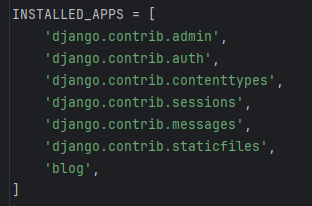 INSTALLED_APPS = [
    'django.contrib.admin',
    'django.contrib.auth',
    'django.contrib.contenttypes',
    'django.contrib.sessions',
    'django.contrib.messages',
    'django.contrib.staticfiles',
    'blog',
]